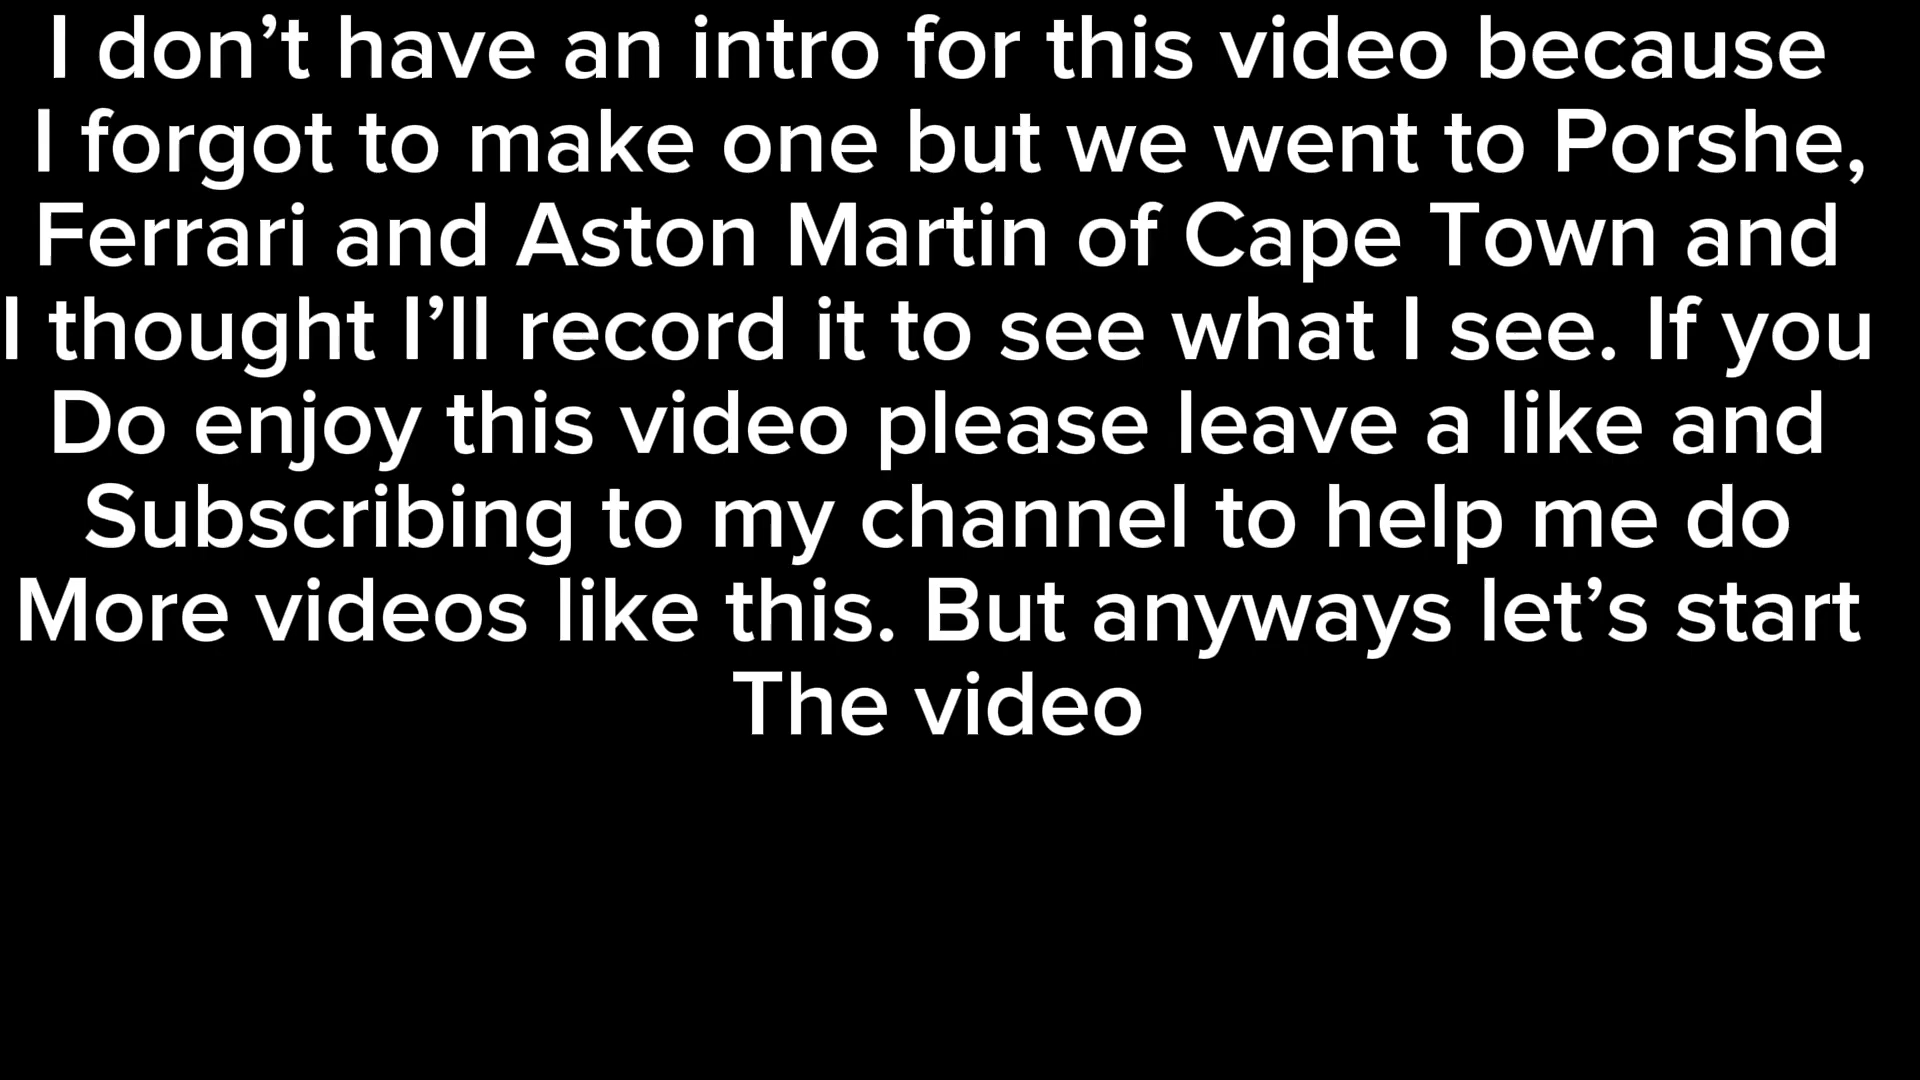 I don’t have an intro for this video because
I forgot to make one but we went to Porshe,
Ferrari and Aston Martin of Cape Town and
I thought I’ll record it to see what I see. If you
Do enjoy this video please leave a like and
Subscribing to my channel to help me do
More videos like this. But anyways let’s start
The video